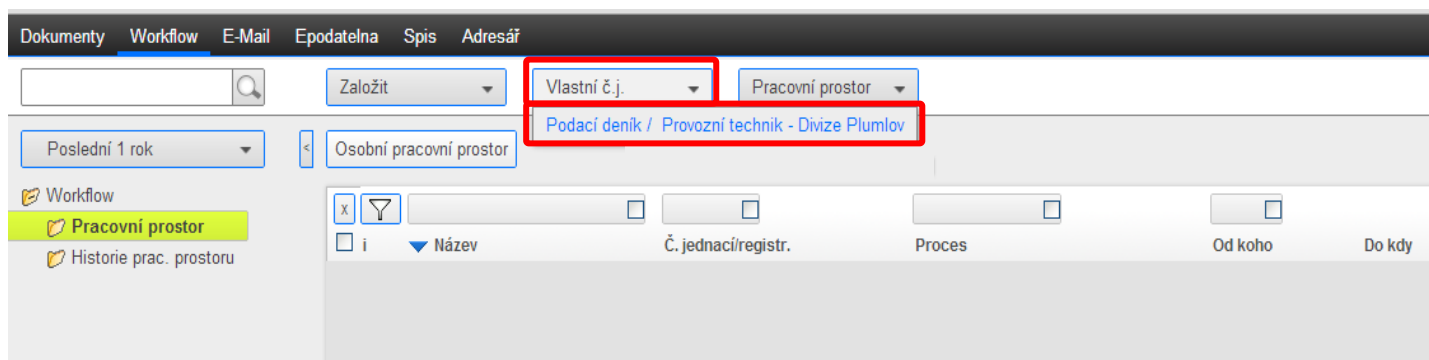 Dokumenty Workflow E-Mail Epodatelna Spis Adresář
Založit Vlastní č.j. Pracovní prostor
Podací deník / Provozní technik - Divize Plumlov
Poslední 1 rok < Osobní pracovní prostor
Workflow
Pracovní prostor
Historie prac. prostoru
x
i Název Č. jednací/registr. Proces Od koho Do kdy